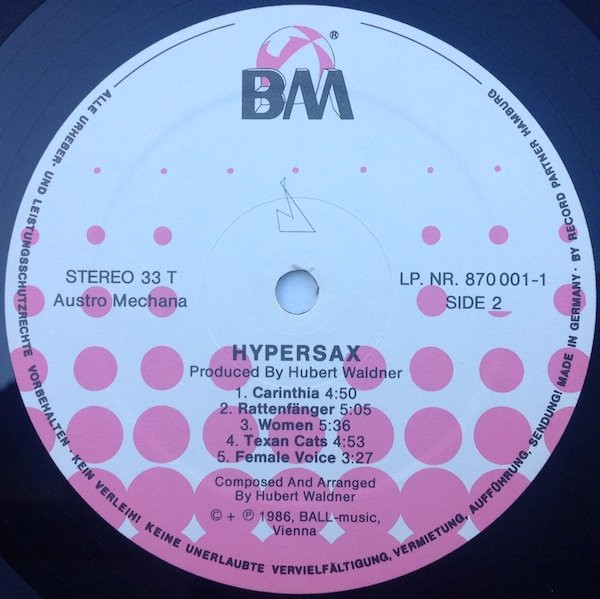 BM ®
STEREO 33 T
Austro Mechana
LP. NR. 870 001-1
SIDE 2
HYPERSAX
Produced By Hubert Waldner
1. Carinthia 4:50
2. Rattenfänger 5:05
3. Women 5:36
4. Texan Cats 4:53
5. Female Voice 3:27
Composed And Arranged
By Hubert Waldner
© + ℗ 1986, BALL-music,
Vienna
ALLE URHEBER- UND LEISTUNGSSCHUTZRECHTE VORBEHALTEN · KEIN VERLEIH! KEINE UNERLAUBTE VERVIELFÄLTIGUNG, VERMIETUNG, AUFFÜHRUNG, SENDUNG! MADE IN GERMANY · BY RECORD PARTNER HAMBURG